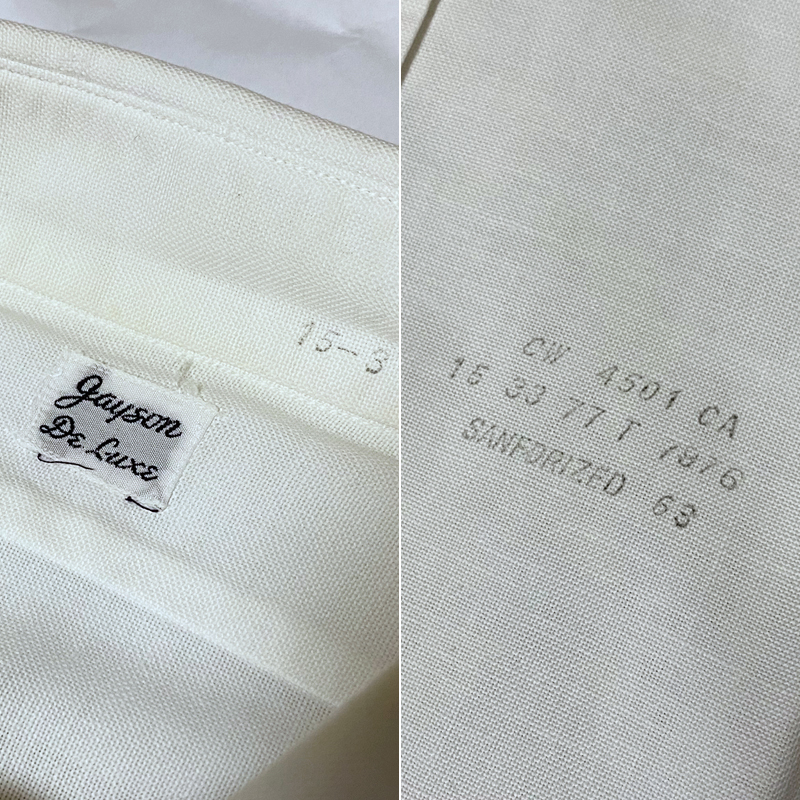 15-3
Jayson
De Luxe
CW 4501 CA
15 33 77 T 7876
SANFORIZED 63